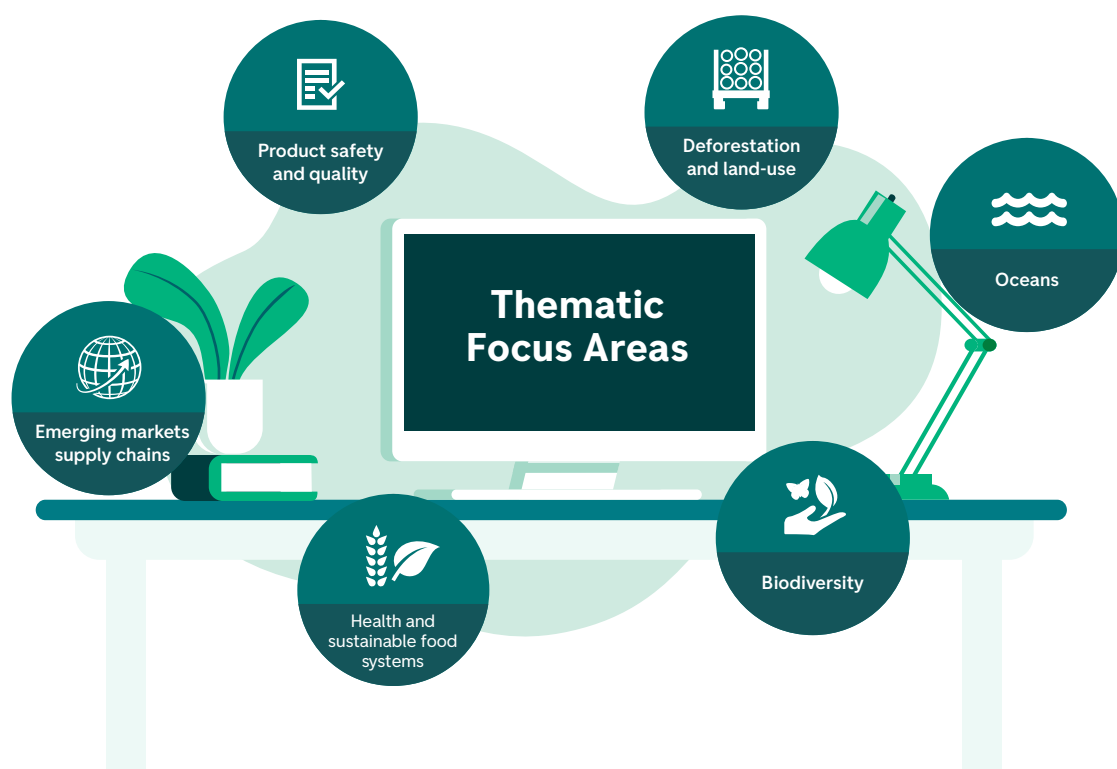 Product safety
and quality
Deforestation
and land-use
Oceans
Thematic
Focus Areas
Emerging markets
supply chains
Health and
sustainable food
systems
Biodiversity